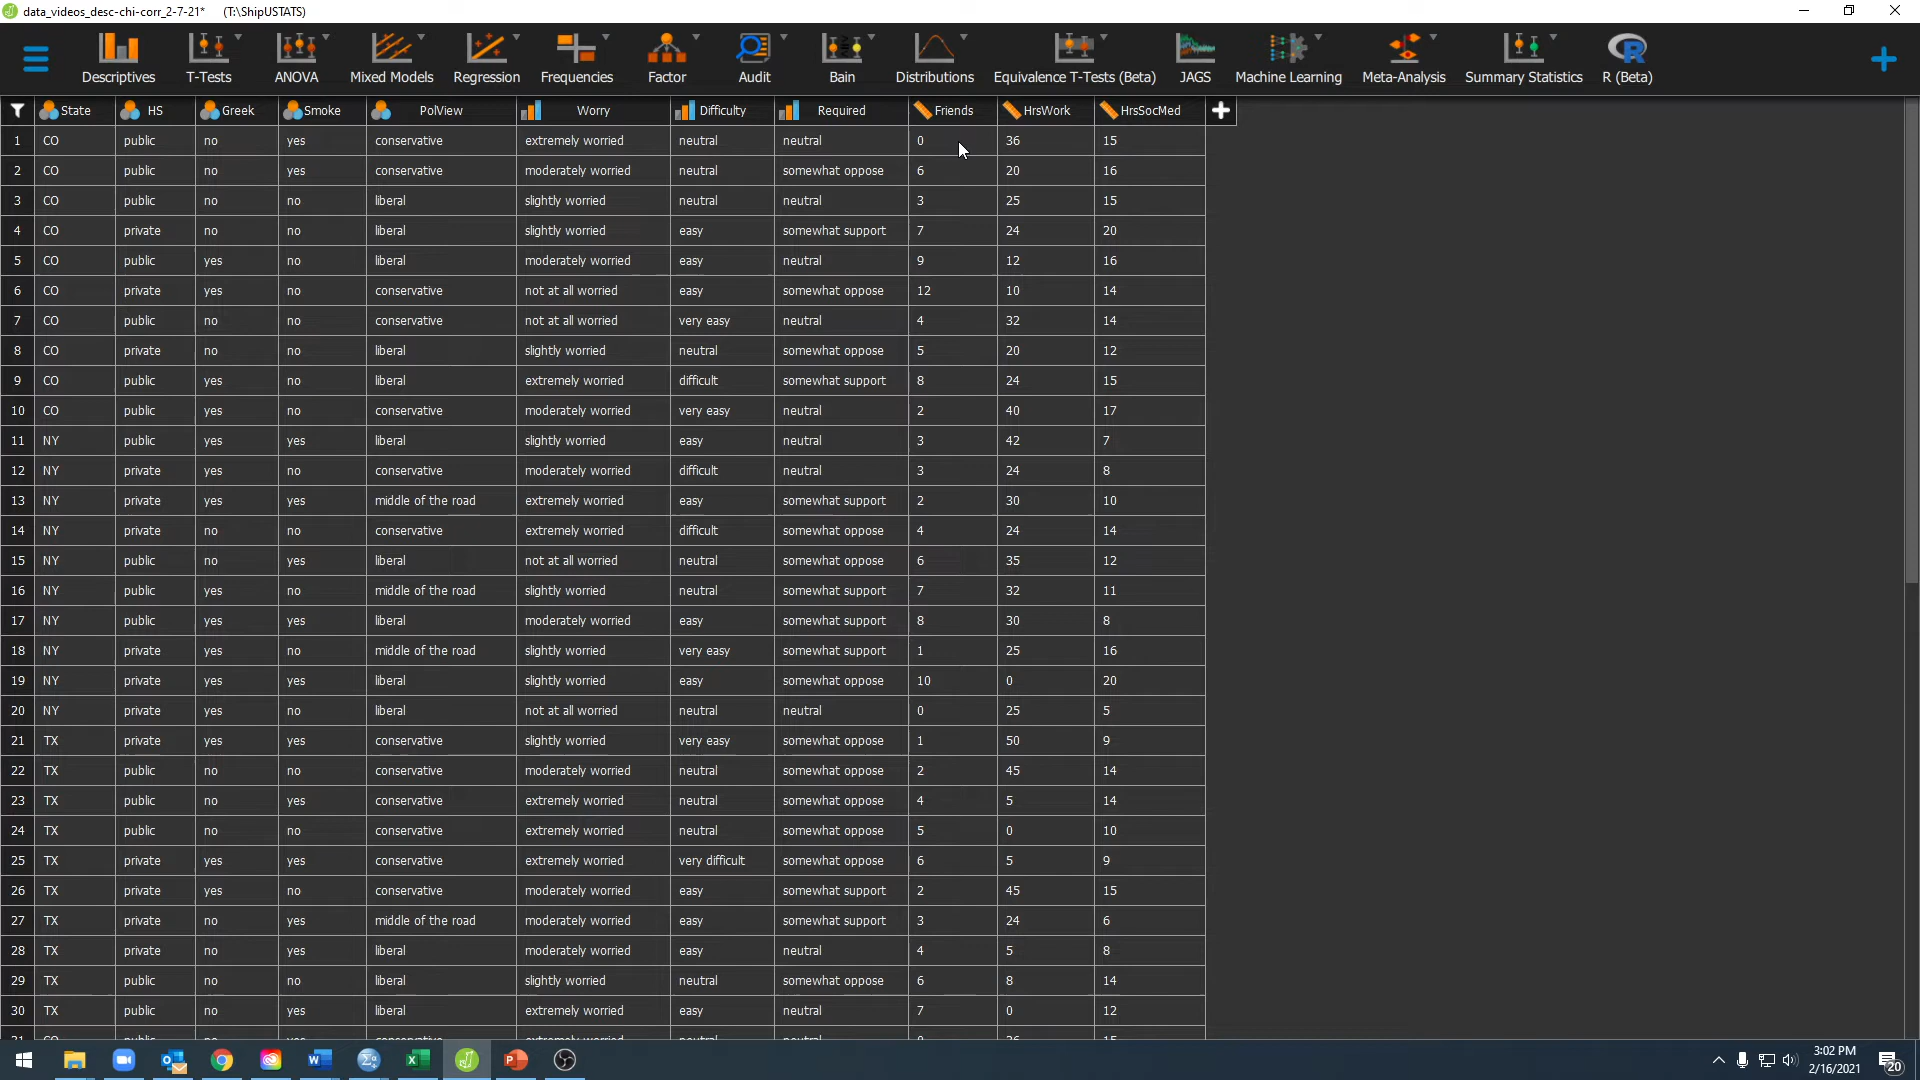 data_videos_desc-chi-corr_2-7-21* (T:\ShipUSTATS)
Descriptives T-Tests ANOVA Mixed Models Regression Frequencies Factor Audit Bain Distributions Equivalence T-Tests (Beta) JAGS Machine Learning Meta-Analysis Summary Statistics R (Beta)
State HS Greek Smoke PolView Worry Difficulty Required Friends HrsWork HrsSocMed
1 CO public no yes conservative extremely worried neutral neutral 0 36 15
2 CO public no yes conservative moderately worried neutral somewhat oppose 6 20 16
3 CO public no no liberal slightly worried neutral neutral 3 25 15
4 CO private no no liberal slightly worried easy somewhat support 7 24 20
5 CO public yes no liberal moderately worried easy neutral 9 12 16
6 CO private yes no conservative not at all worried easy somewhat oppose 12 10 14
7 CO public no no conservative not at all worried very easy neutral 4 32 14
8 CO private no no liberal slightly worried neutral somewhat oppose 5 20 12
9 CO public yes no liberal extremely worried difficult somewhat support 8 24 15
10 CO public yes no conservative moderately worried very easy neutral 2 40 17
11 NY public yes yes liberal slightly worried easy neutral 3 42 7
12 NY private yes no conservative moderately worried difficult neutral 3 24 8
13 NY private yes yes middle of the road extremely worried easy somewhat support 2 30 10
14 NY private no no conservative extremely worried difficult somewhat oppose 4 24 14
15 NY public no yes liberal not at all worried neutral somewhat oppose 6 35 12
16 NY public yes no middle of the road slightly worried neutral somewhat support 7 32 11
17 NY public yes yes liberal moderately worried easy somewhat support 8 30 8
18 NY private yes no middle of the road slightly worried very easy somewhat support 1 25 16
19 NY private yes yes liberal slightly worried easy somewhat oppose 10 0 20
20 NY private yes no liberal not at all worried neutral neutral 0 25 5
21 TX private yes yes conservative slightly worried very easy somewhat oppose 1 50 9
22 TX public no no conservative moderately worried neutral somewhat oppose 2 45 14
23 TX public no yes conservative extremely worried neutral somewhat oppose 4 5 14
24 TX public no no conservative extremely worried neutral somewhat oppose 5 0 10
25 TX private yes yes conservative extremely worried very difficult somewhat oppose 6 5 9
26 TX private yes no conservative moderately worried easy somewhat support 2 45 15
27 TX private no yes middle of the road moderately worried easy somewhat support 3 24 6
28 TX private no yes liberal moderately worried easy neutral 4 5 8
29 TX public no no liberal slightly worried neutral somewhat oppose 6 8 14
30 TX public no yes liberal extremely worried easy neutral 7 0 12
3:02 PM
2/16/2021
20